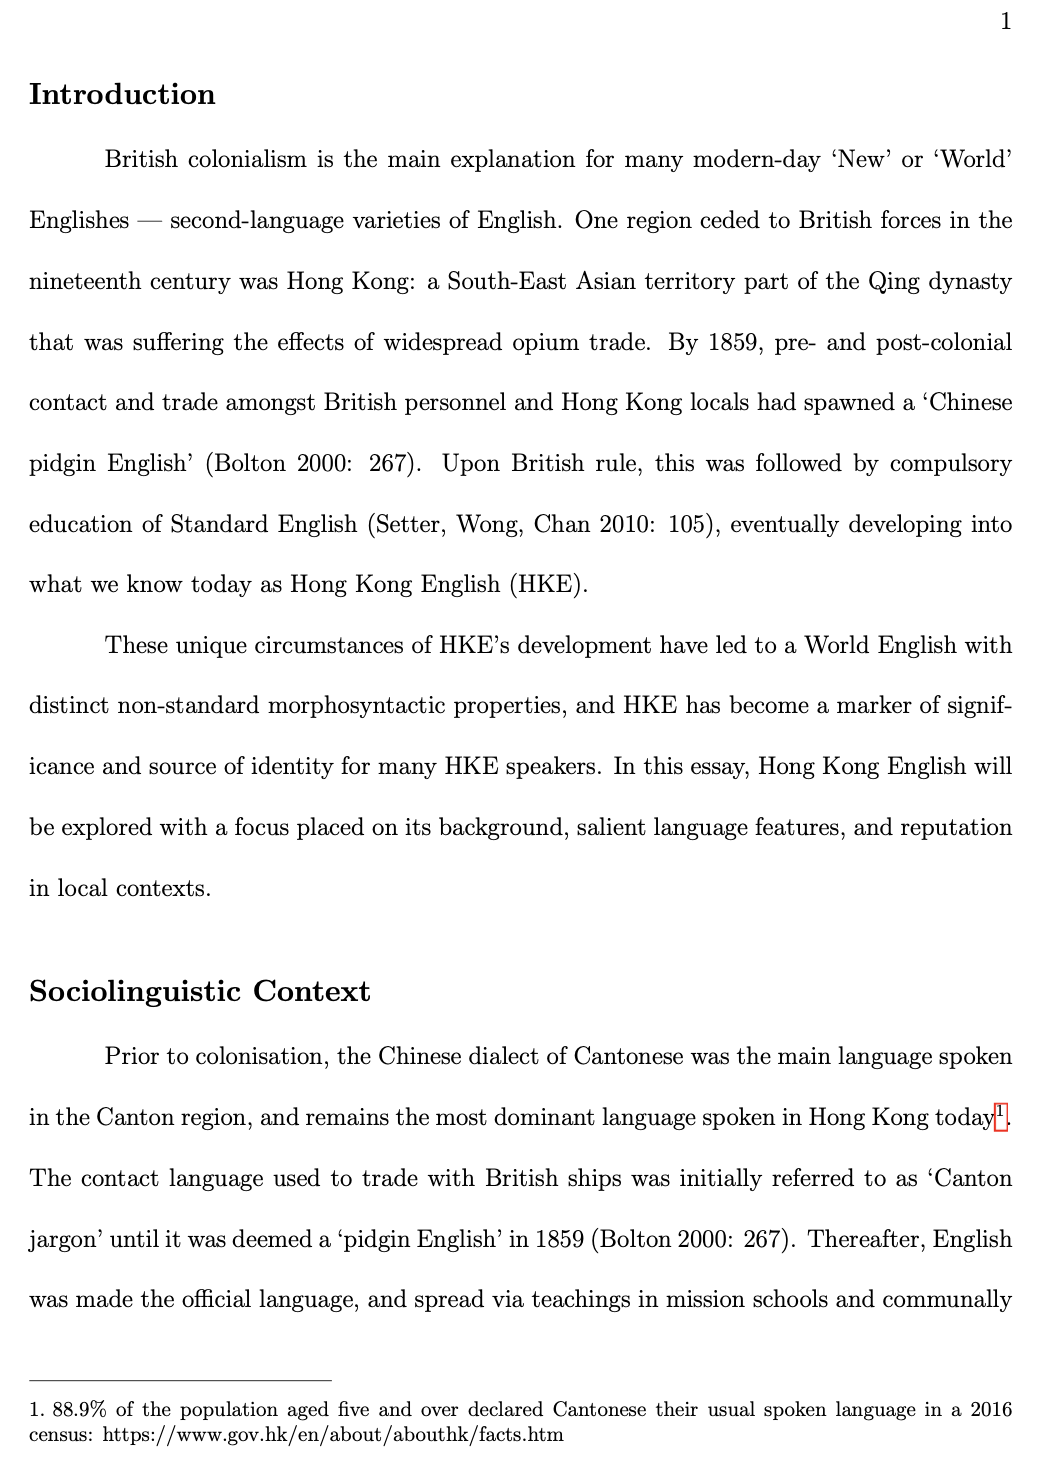 1
Introduction
British colonialism is the main explanation for many modern-day ‘New’ or ‘World’
Englishes — second-language varieties of English. One region ceded to British forces in the
nineteenth century was Hong Kong: a South-East Asian territory part of the Qing dynasty
that was suffering the effects of widespread opium trade. By 1859, pre- and post-colonial
contact and trade amongst British personnel and Hong Kong locals had spawned a ‘Chinese
pidgin English’ (Bolton 2000: 267). Upon British rule, this was followed by compulsory
education of Standard English (Setter, Wong, Chan 2010: 105), eventually developing into
what we know today as Hong Kong English (HKE).
These unique circumstances of HKE’s development have led to a World English with
distinct non-standard morphosyntactic properties, and HKE has become a marker of signif-
icance and source of identity for many HKE speakers. In this essay, Hong Kong English will
be explored with a focus placed on its background, salient language features, and reputation
in local contexts.
Sociolinguistic Context
Prior to colonisation, the Chinese dialect of Cantonese was the main language spoken
in the Canton region, and remains the most dominant language spoken in Hong Kong today1.
The contact language used to trade with British ships was initially referred to as ‘Canton
jargon’ until it was deemed a ‘pidgin English’ in 1859 (Bolton 2000: 267). Thereafter, English
was made the official language, and spread via teachings in mission schools and communally
1. 88.9% of the population aged five and over declared Cantonese their usual spoken language in a 2016
census: https://www.gov.hk/en/about/abouthk/facts.htm